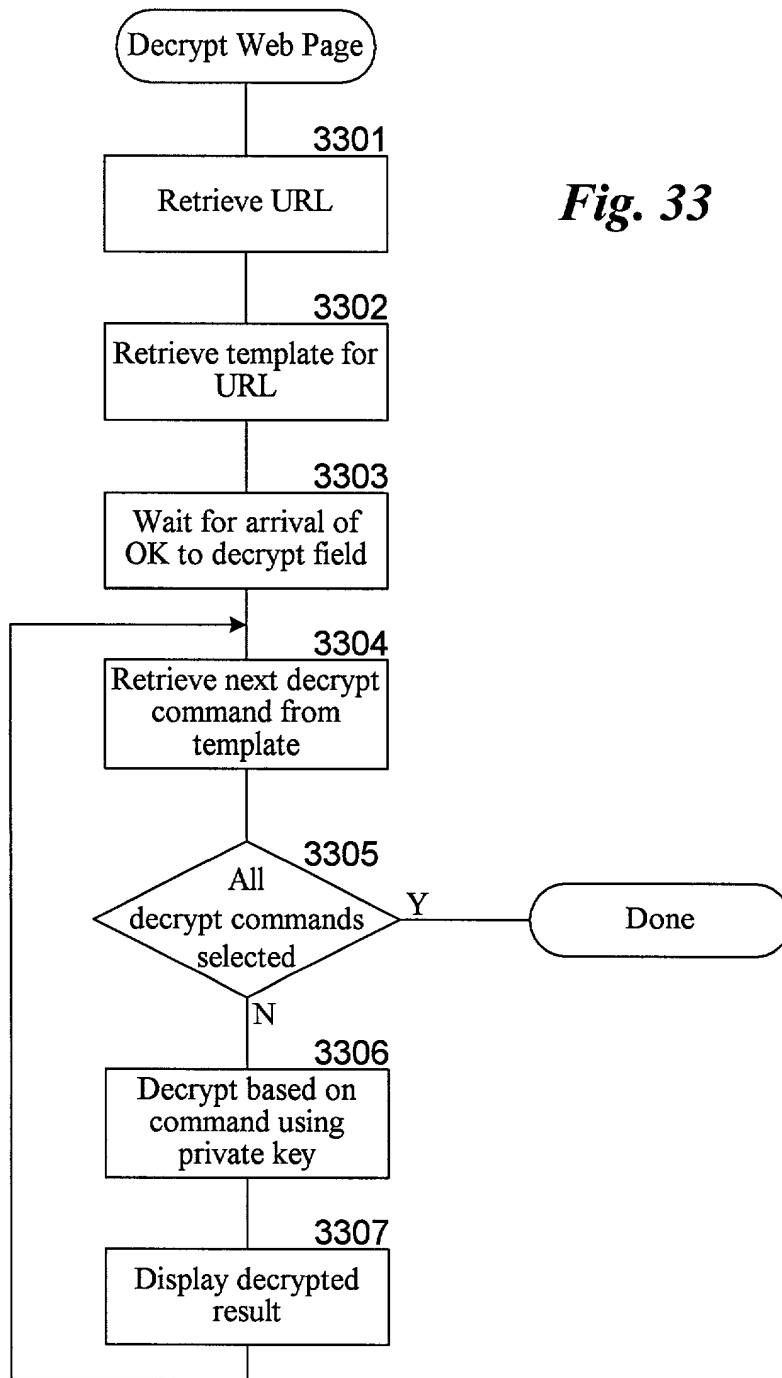 Decrypt Web Page
3301
Retrieve URL
Fig. 33
3302
Retrieve template for
URL
3303
Wait for arrival of
OK to decrypt field
3304
Retrieve next decrypt
command from
template
3305
All
decrypt commands
selected
Y
Done
N
3306
Decrypt based on
command using
private key
3307
Display decrypted
result